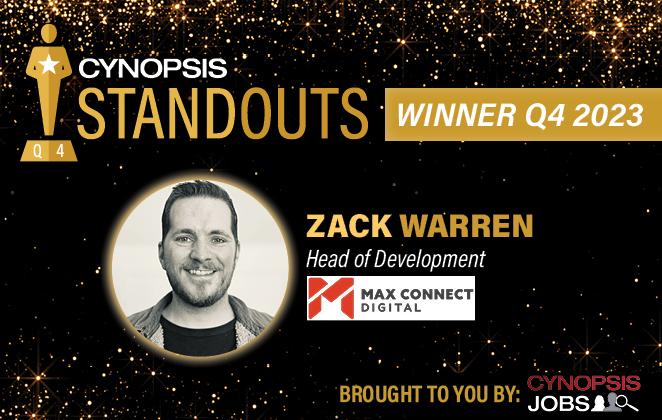 CYNOPSIS
STANDOUTS
Q 4
WINNER Q4 2023
ZACK WARREN
Head of Development
MAX CONNECT
DIGITAL
BROUGHT TO YOU BY:
CYNOPSIS
JOBS